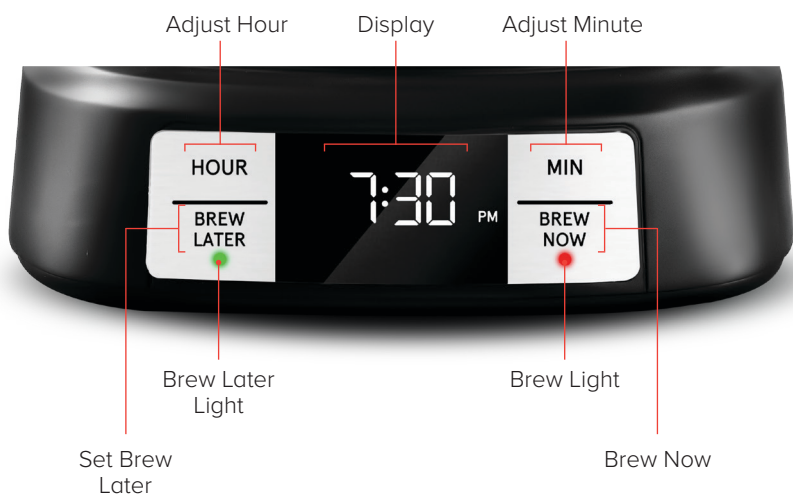 Adjust Hour
Display
Adjust Minute
HOUR
7:30
PM
MIN
BREW
LATER
BREW
NOW
Brew Later
Light
Brew Light
Set Brew
Later
Brew Now